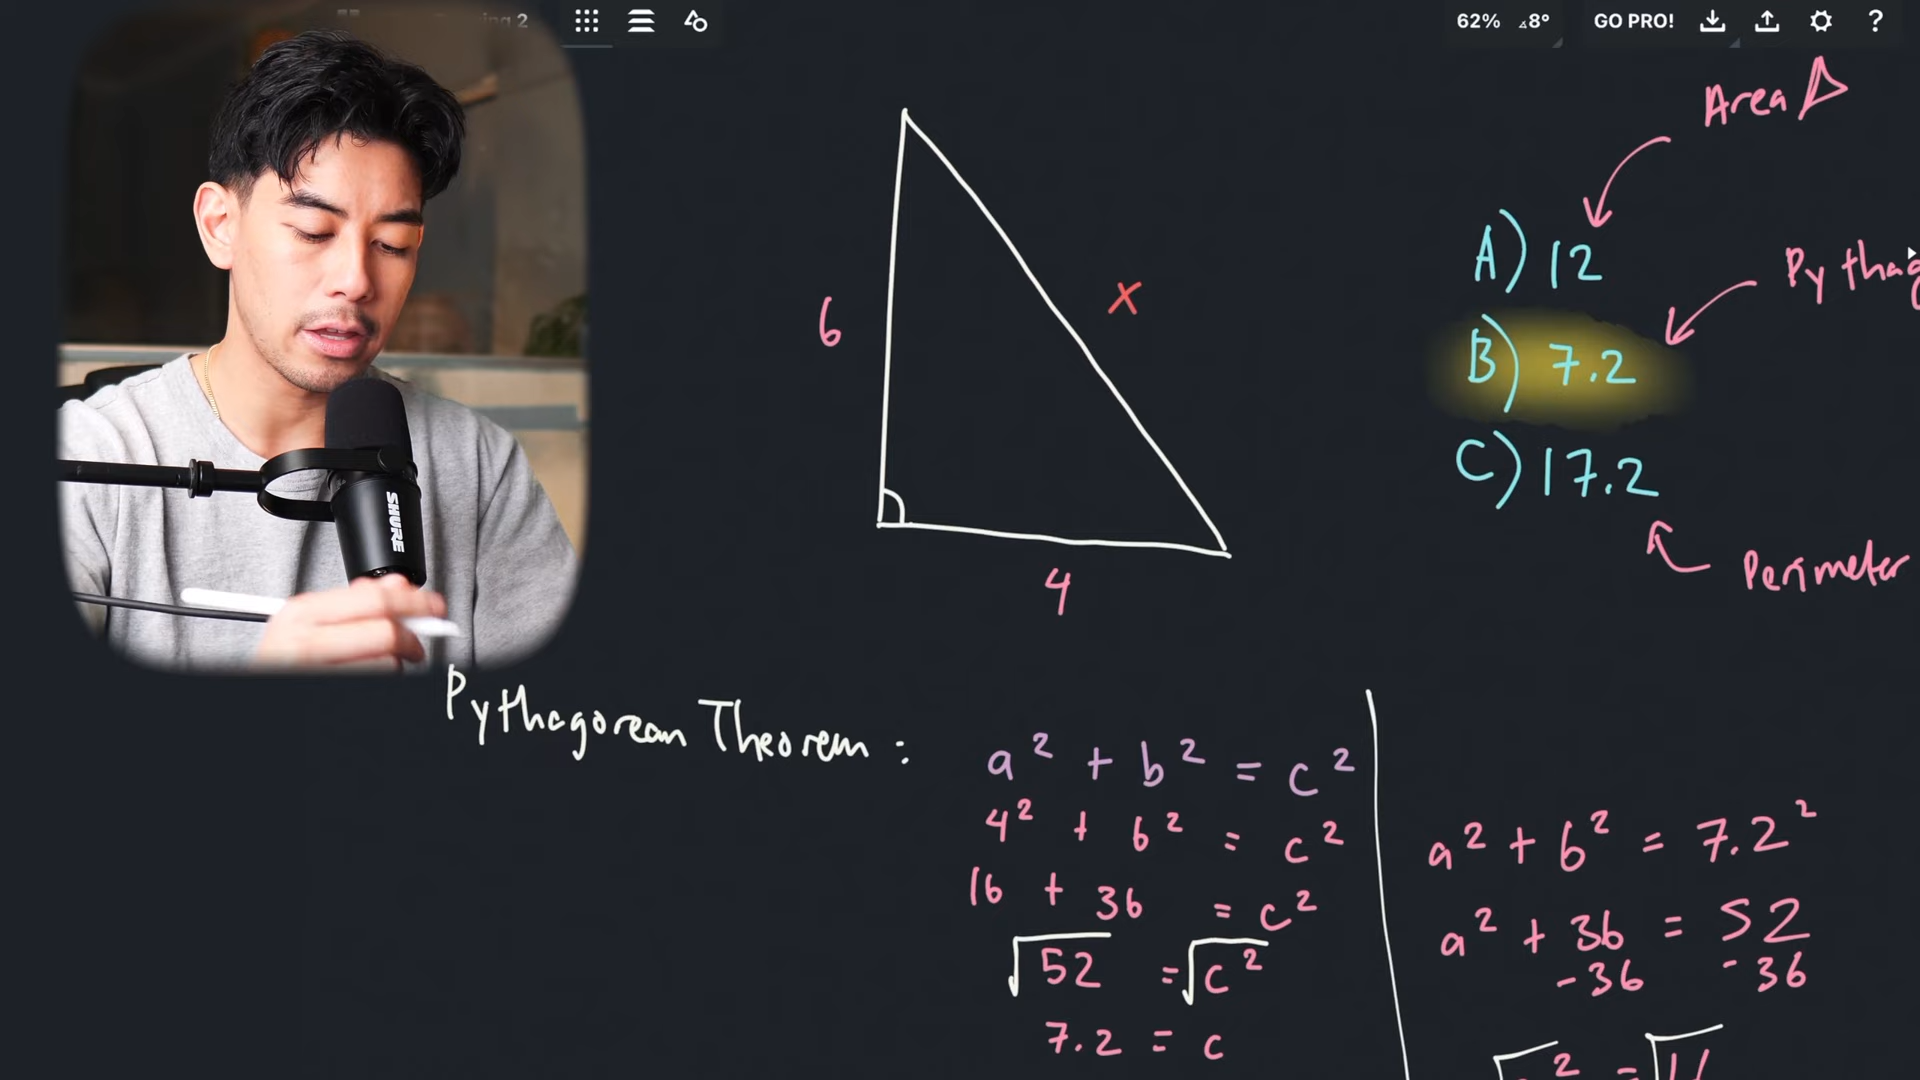 2
62% 8° GO PRO! ?
Area
A) 12
6
x
B) 7.2
C) 17.2
SHURE
4
Perimeter
Pythagorean Theorem :
a² + b² = c²
4² + 6² = c²
16 + 36 = c²
√52 = √c²
7.2 = c
a² + 6² = 7.2²
a² + 36 = 52
-36 -36